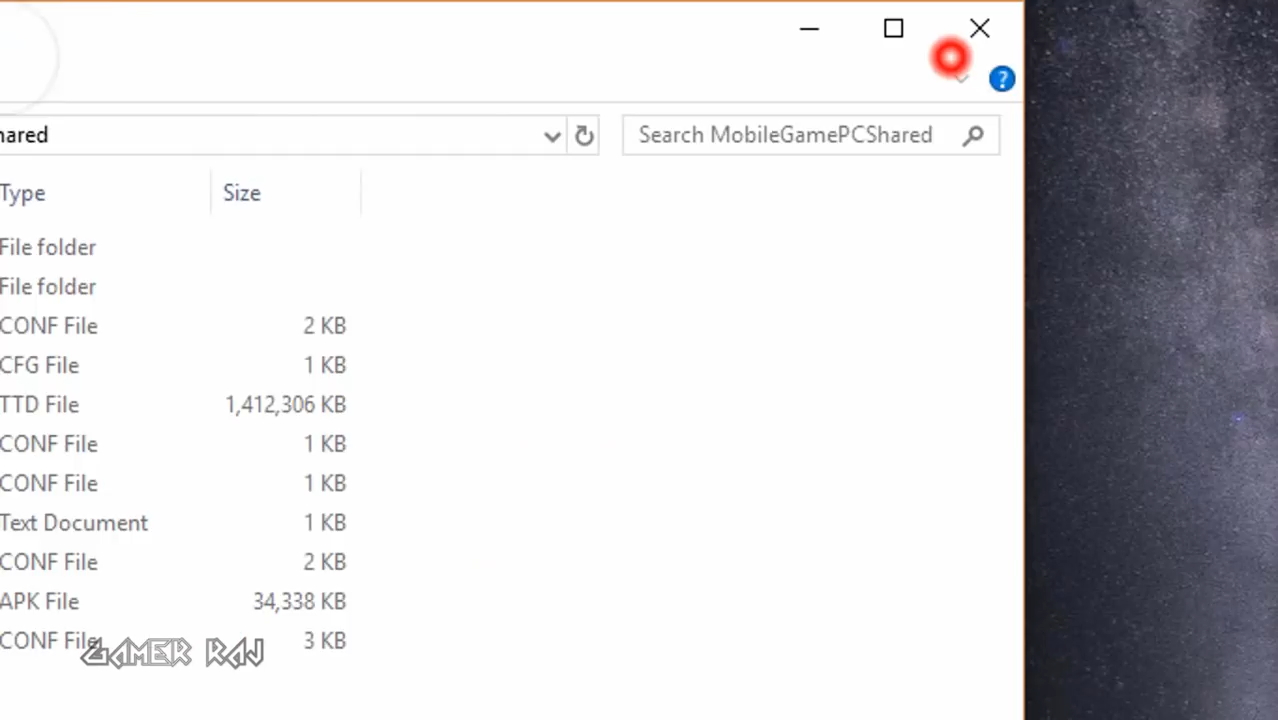 ?
hared
Search MobileGamePCShared
Type Size
File folder
File folder
CONF File 2 KB
CFG File 1 KB
TTD File 1,412,306 KB
CONF File 1 KB
CONF File 1 KB
Text Document 1 KB
CONF File 2 KB
APK File 34,338 KB
CONF File 3 KB
GAMER RAJ